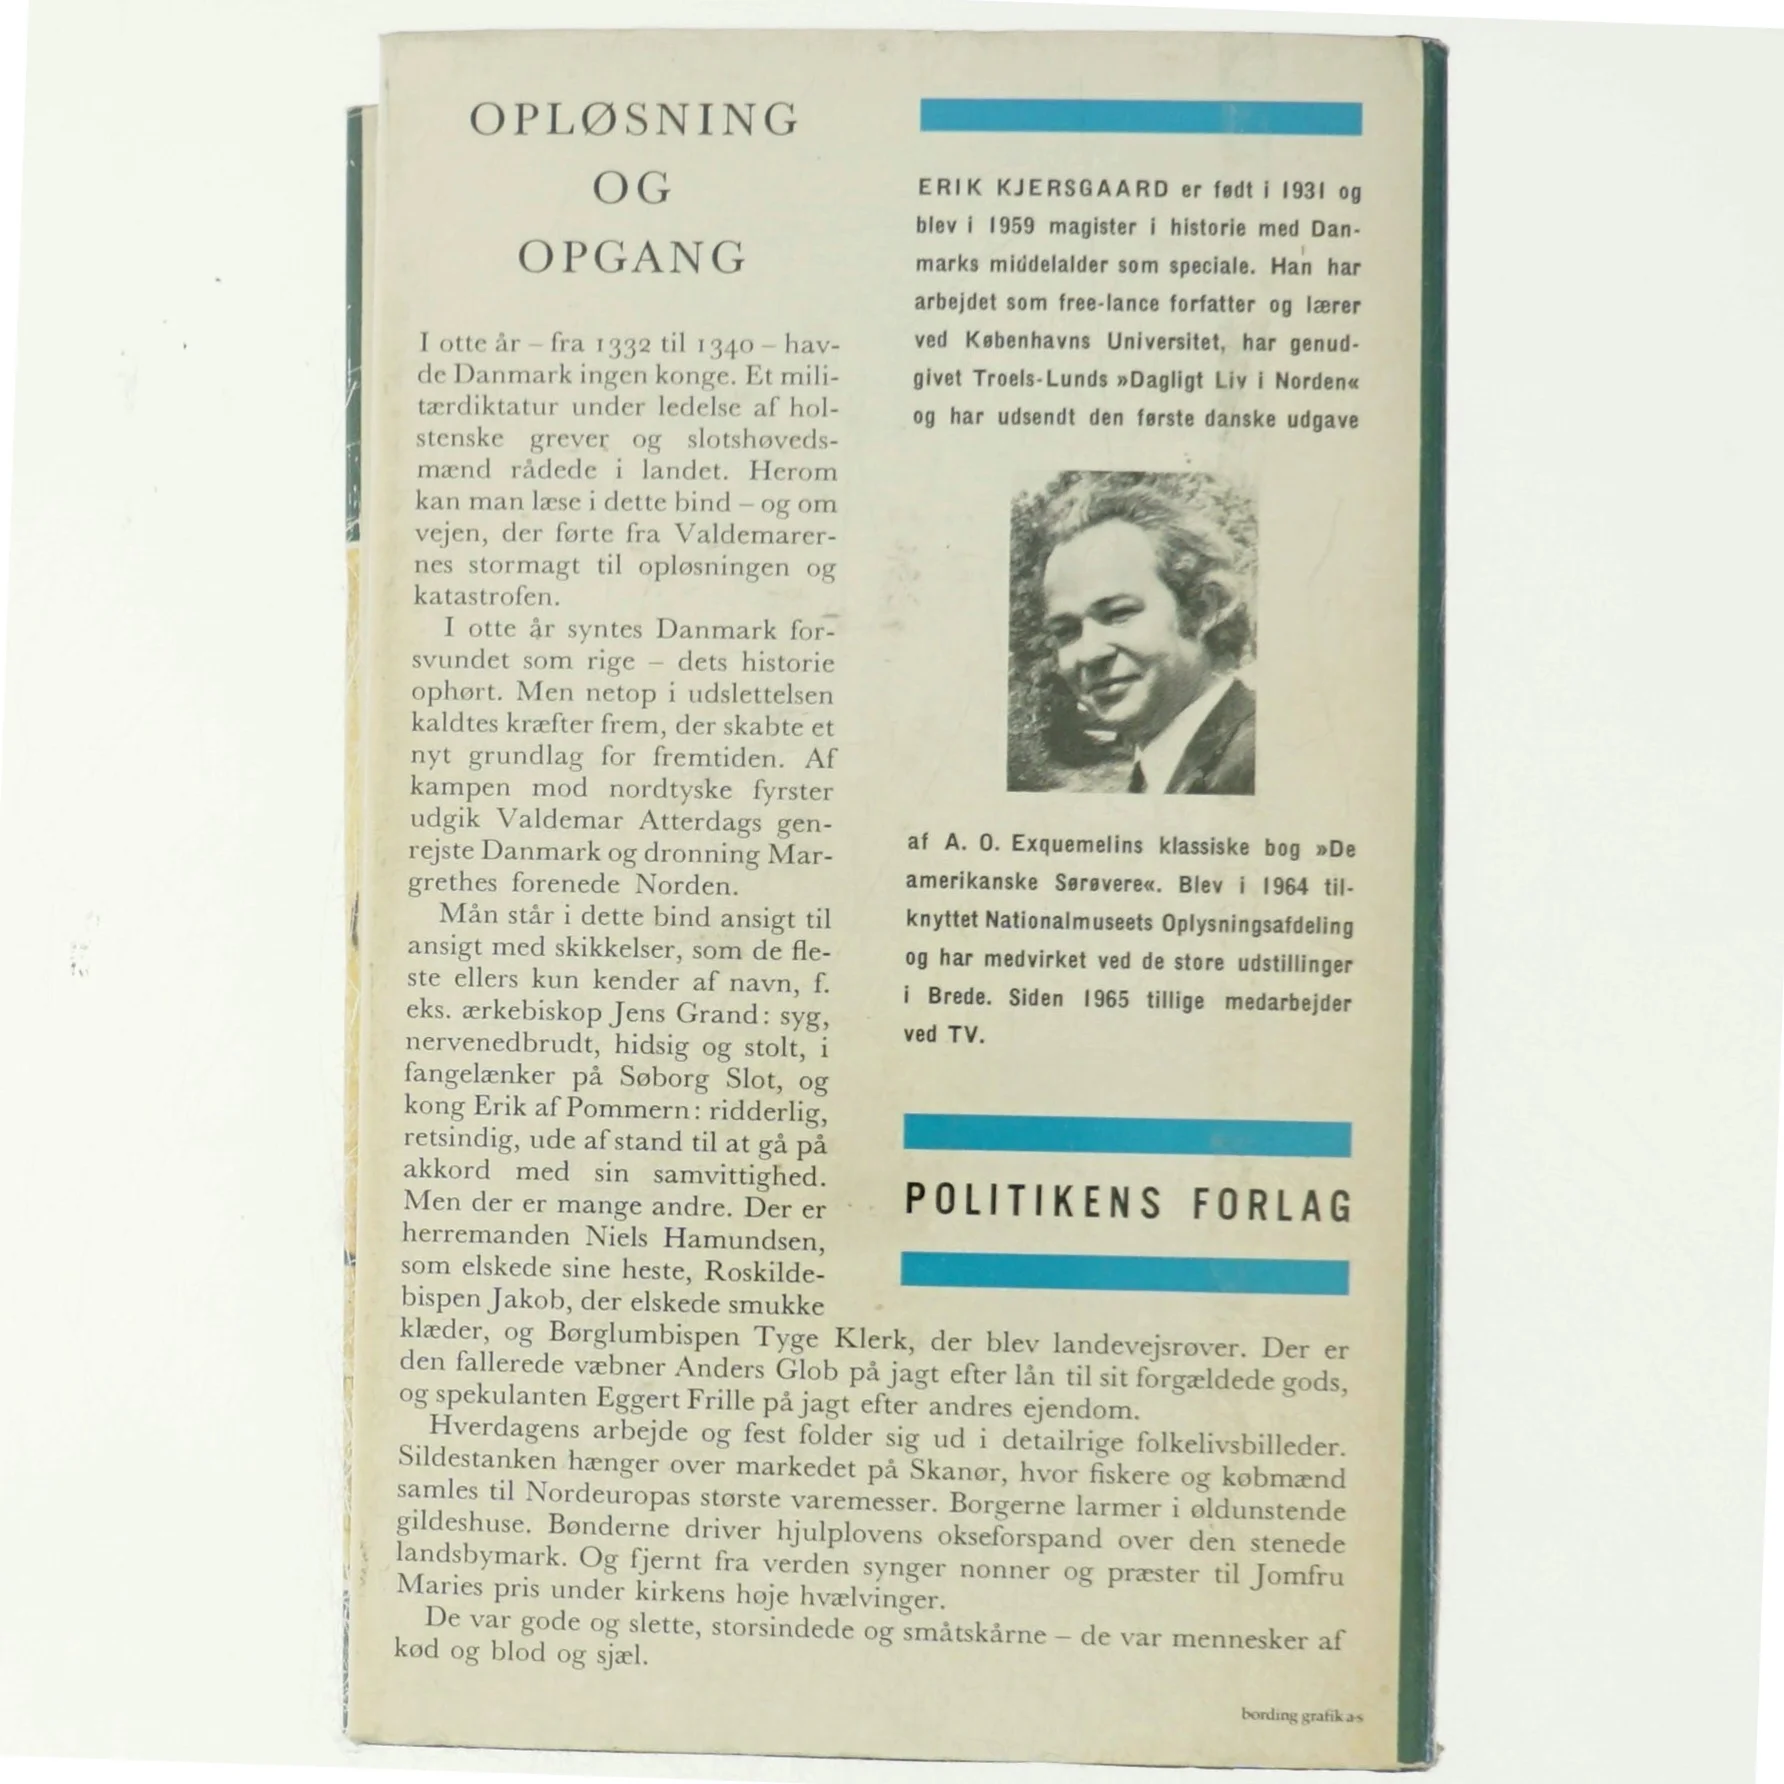 OPLØSNING
OG
OPGANG
I otte år – fra 1332 til 1340 – hav-
de Danmark ingen konge. Et mili-
tærdiktatur under ledelse af hol-
stenske grever og slotshøveds-
mænd rådede i landet. Herom
kan man læse i dette bind – og om
vejen, der førte fra Valdemarer-
nes stormagt til opløsningen og
katastrofen.
I otte år syntes Danmark for-
svundet som rige – dets historie
ophørt. Men netop i udslettelsen
kaldtes kræfter frem, der skabte et
nyt grundlag for fremtiden. Af
kampen mod nordtyske fyrster
udgik Valdemar Atterdags gen-
rejste Danmark og dronning Mar-
grethes forenede Norden.
Mån står i dette bind ansigt til
ansigt med skikkelser, som de fle-
ste ellers kun kender af navn, f.
eks. ærkebiskop Jens Grand: syg,
nervenedbrudt, hidsig og stolt, i
fangelænker på Søborg Slot, og
kong Erik af Pommern: ridderlig,
retsindig, ude af stand til at gå på
akkord med sin samvittighed.
Men der er mange andre. Der er
herremanden Niels Hamundsen,
som elskede sine heste, Roskilde-
bispen Jakob, der elskede smukke
klæder, og Børglumbispen Tyge Klerk, der blev landevejsrøver. Der er
den fallerede væbner Anders Glob på jagt efter lån til sit forgældede gods,
og spekulanten Eggert Frille på jagt efter andres ejendom.
Hverdagens arbejde og fest folder sig ud i detailrige folkelivsbilleder.
Sildestanken hænger over markedet på Skanør, hvor fiskere og købmænd
samles til Nordeuropas største varemesser. Borgerne larmer i øldunstende
gildeshuse. Bønderne driver hjulplovens okseforspand over den stenede
landsbymark. Og fjernt fra verden synger nonner og præster til Jomfru
Maries pris under kirkens høje hvælvinger.
De var gode og slette, storsindede og småtskårne – de var mennesker af
kød og blod og sjæl.
ERIK KJERSGAARD er født i 1931 og
blev i 1959 magister i historie med Dan-
marks middelalder som speciale. Han har
arbejdet som free-lance forfatter og lærer
ved Københavns Universitet, har genud-
givet Troels-Lunds »Dagligt Liv i Norden«
og har udsendt den første danske udgave
af A. O. Exquemelins klassiske bog »De
amerikanske Sørøvere«. Blev i 1964 til-
knyttet Nationalmuseets Oplysningsafdeling
og har medvirket ved de store udstillinger
i Brede. Siden 1965 tillige medarbejder
ved TV.
POLITIKENS FORLAG
bording grafik a·s